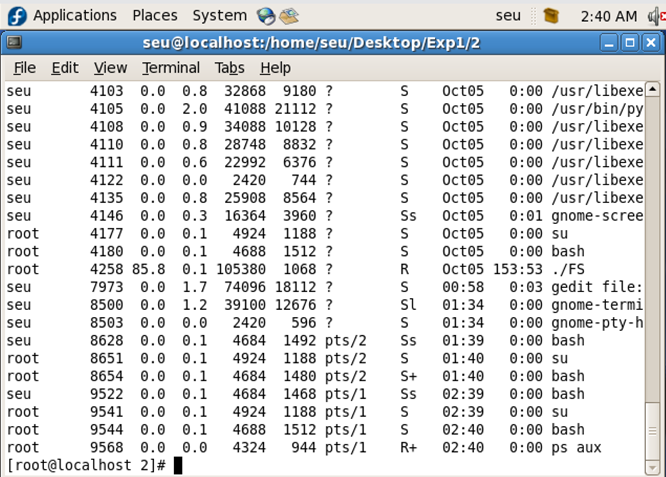 Applications Places System seu 2:40 AM
seu@localhost:/home/seu/Desktop/Exp1/2
File Edit View Terminal Tabs Help
seu 4103 0.0 0.8 32868 9180 ? S Oct05 0:00 /usr/libexe
seu 4105 0.0 2.0 41088 21112 ? S Oct05 0:00 /usr/bin/py
seu 4108 0.0 0.9 34088 10128 ? S Oct05 0:00 /usr/libexe
seu 4110 0.0 0.8 28748 8832 ? S Oct05 0:00 /usr/libexe
seu 4111 0.0 0.6 22992 6376 ? S Oct05 0:00 /usr/libexe
seu 4122 0.0 0.0 2420 744 ? S Oct05 0:00 /usr/libexe
seu 4135 0.0 0.8 25908 8564 ? S Oct05 0:00 /usr/libexe
seu 4146 0.0 0.3 16364 3960 ? Ss Oct05 0:01 gnome-scree
root 4177 0.0 0.1 4924 1188 ? S Oct05 0:00 su
root 4180 0.0 0.1 4688 1512 ? S Oct05 0:00 bash
root 4258 85.8 0.1 105380 1068 ? R Oct05 153:53 ./FS
seu 7973 0.0 1.7 74096 18112 ? S 00:58 0:03 gedit file:
seu 8500 0.0 1.2 39100 12676 ? Sl 01:34 0:00 gnome-termi
seu 8503 0.0 0.0 2420 596 ? S 01:34 0:00 gnome-pty-h
seu 8628 0.0 0.1 4684 1492 pts/2 Ss 01:39 0:00 bash
root 8651 0.0 0.1 4924 1188 pts/2 S 01:40 0:00 su
root 8654 0.0 0.1 4684 1480 pts/2 S+ 01:40 0:00 bash
seu 9522 0.0 0.1 4684 1468 pts/1 Ss 02:39 0:00 bash
root 9541 0.0 0.1 4924 1188 pts/1 S 02:39 0:00 su
root 9544 0.0 0.1 4688 1512 pts/1 S 02:40 0:00 bash
root 9568 0.0 0.0 4324 944 pts/1 R+ 02:40 0:00 ps aux
[root@localhost 2]#